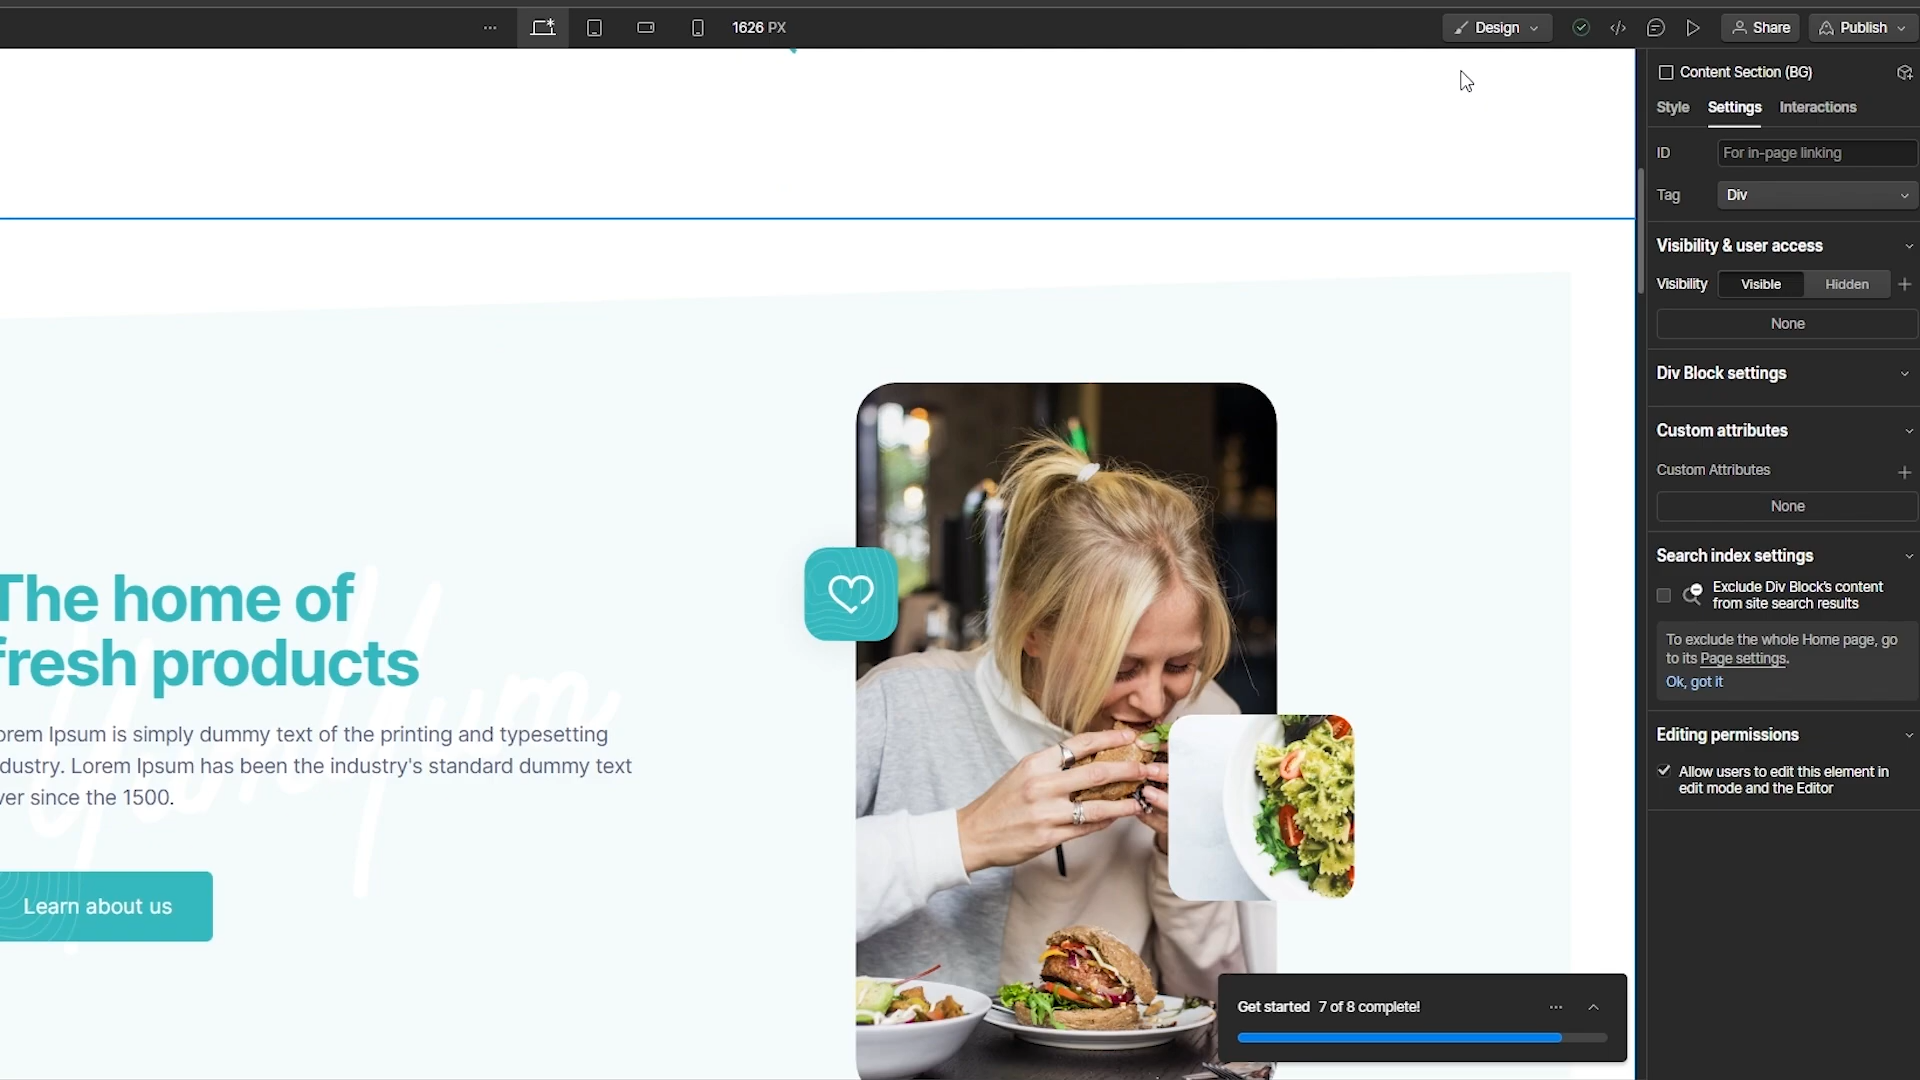 1626 PX
Design
Share
Publish
Content Section (BG)
Style
Settings
Interactions
ID
For in-page linking
Tag
Div
Visibility & user access
Visibility
Visible
Hidden
None
Div Block settings
Custom attributes
Custom Attributes
None
Search index settings
Exclude Div Block's content
from site search results
To exclude the whole Home page, go
to its Page settings.
Ok, got it
Editing permissions
Allow users to edit this element in
edit mode and the Editor
The home of
fresh products
orem Ipsum is simply dummy text of the printing and typesetting
dustry. Lorem Ipsum has been the industry's standard dummy text
ver since the 1500.
Learn about us
Get started 7 of 8 complete!